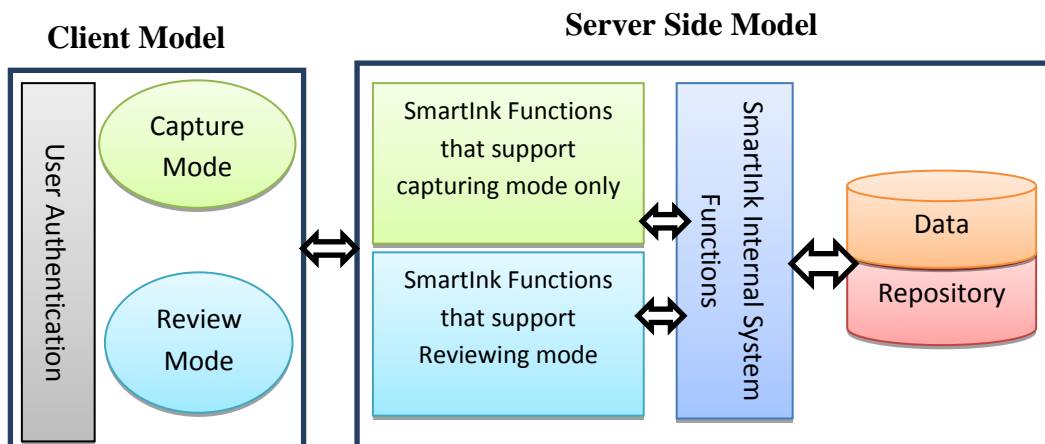 Client Model
Server Side Model
User Authentication
Capture
Mode
Review
Mode
SmartInk Functions
that support
capturing mode only
SmartInk Functions
that support
Reviewing mode
SmartInk Internal System
Functions
Data
Repository